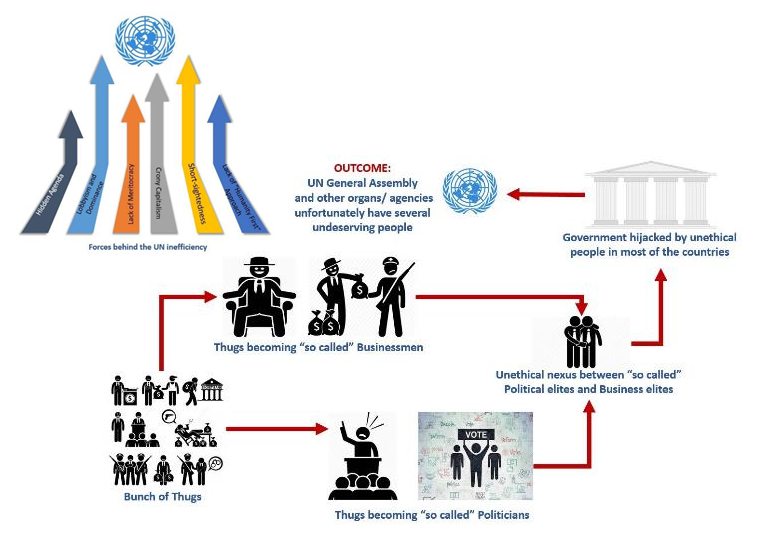 Hidden Agenda
Lobbyism and
Dominance
Lack of Meritocracy
Crony Capitalism
Short-sightedness
Lack of "Humanity First"
Approach
Forces behind the UN inefficiency
OUTCOME:
UN General Assembly
and other organs/ agencies
unfortunately have several
undeserving people
Government hijacked by unethical
people in most of the countries
Thugs becoming "so called" Businessmen
Unethical nexus between "so called"
Political elites and Business elites
Bunch of Thugs
VOTE
Thugs becoming "so called" Politicians